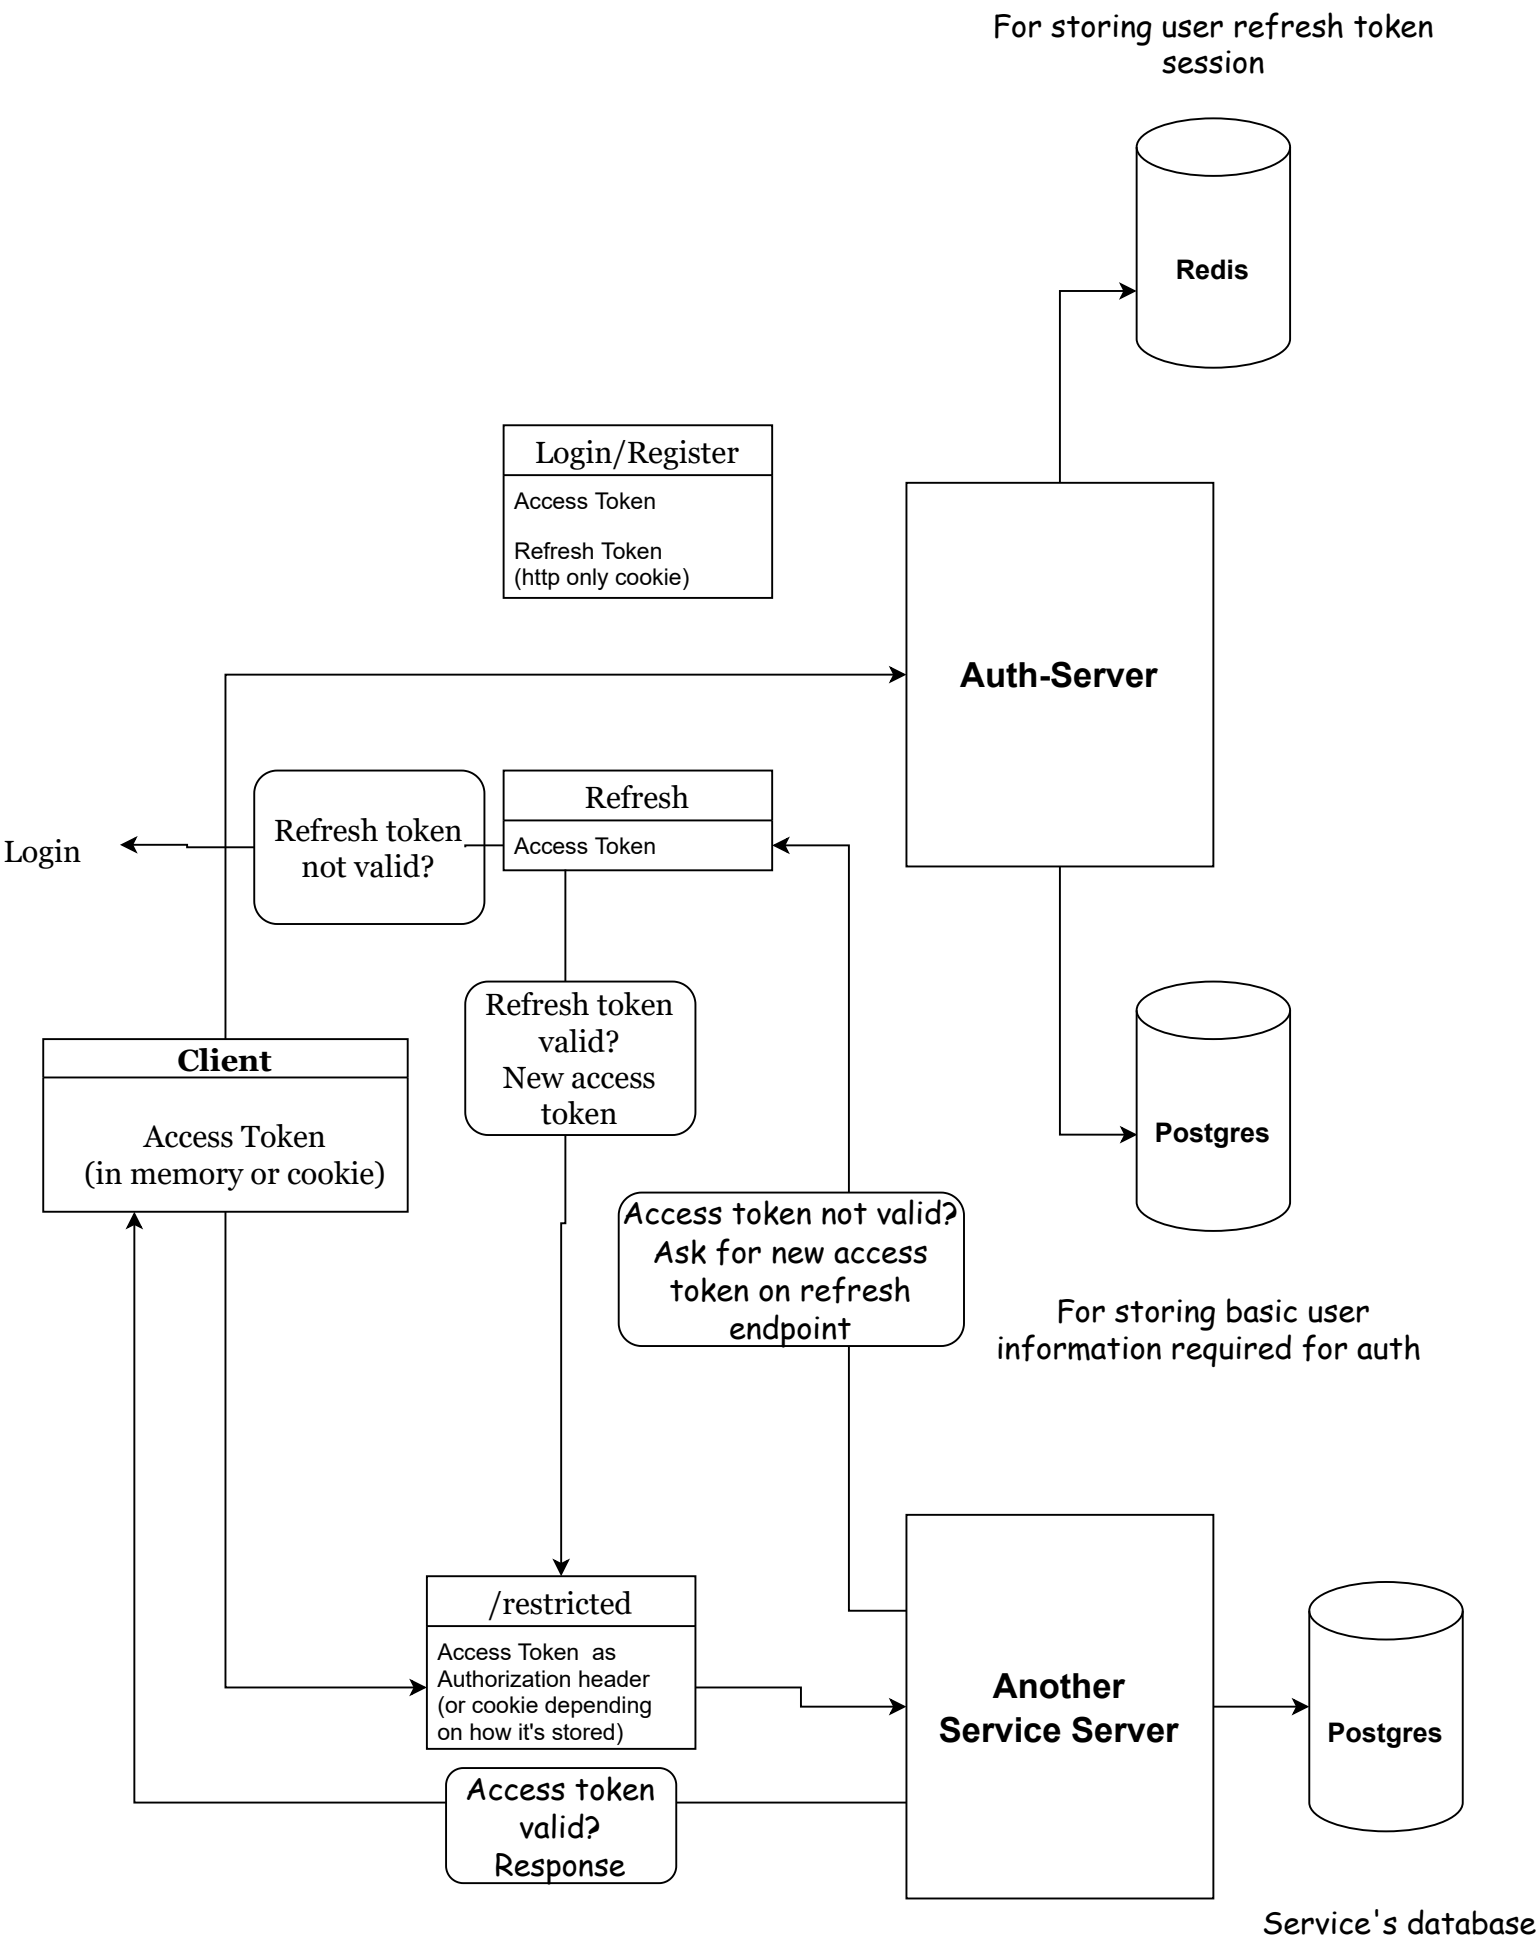 For storing user refresh token
session
Redis
Login/Register
Access Token
Refresh Token
(http only cookie)
Auth-Server
Login
Refresh token
not valid?
Refresh
Access Token
Refresh token
valid?
New access
token
Client
Access Token
(in memory or cookie)
Postgres
Access token not valid?
Ask for new access
token on refresh
endpoint
For storing basic user
information required for auth
/restricted
Access Token  as
Authorization header
(or cookie depending
on how it's stored)
Another
Service Server
Postgres
Access token
valid?
Response
Service's database